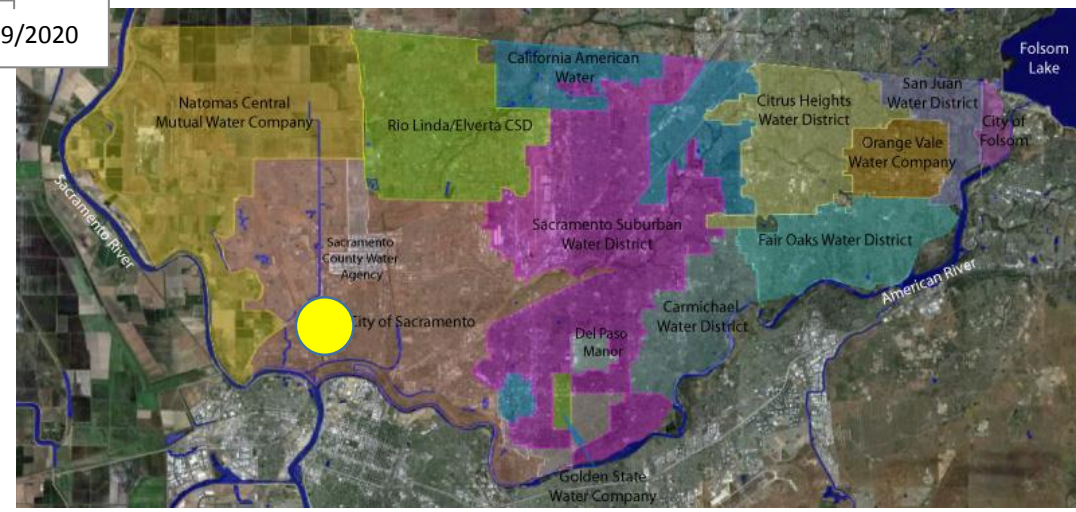 9/2020
Folsom
Lake
California American
Water
San Juan
Water District
Natomas Central
Mutual Water Company
Citrus Heights
Water District
City of
Folsom
Rio Linda/Elverta CSD
Orange Vale
Water Company
Sacramento River
Sacramento Suburban
Water District
Fair Oaks Water District
Sacramento
County Water
Agency
American River
Carmichael
Water District
City of Sacramento
Del Paso
Manor
Golden State
Water Company